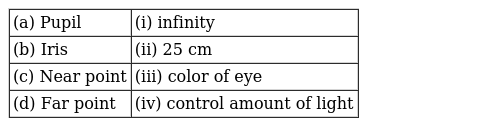 (a) Pupil (i) infinity
(b) Iris (ii) 25 cm
(c) Near point (iii) color of eye
(d) Far point (iv) control amount of light